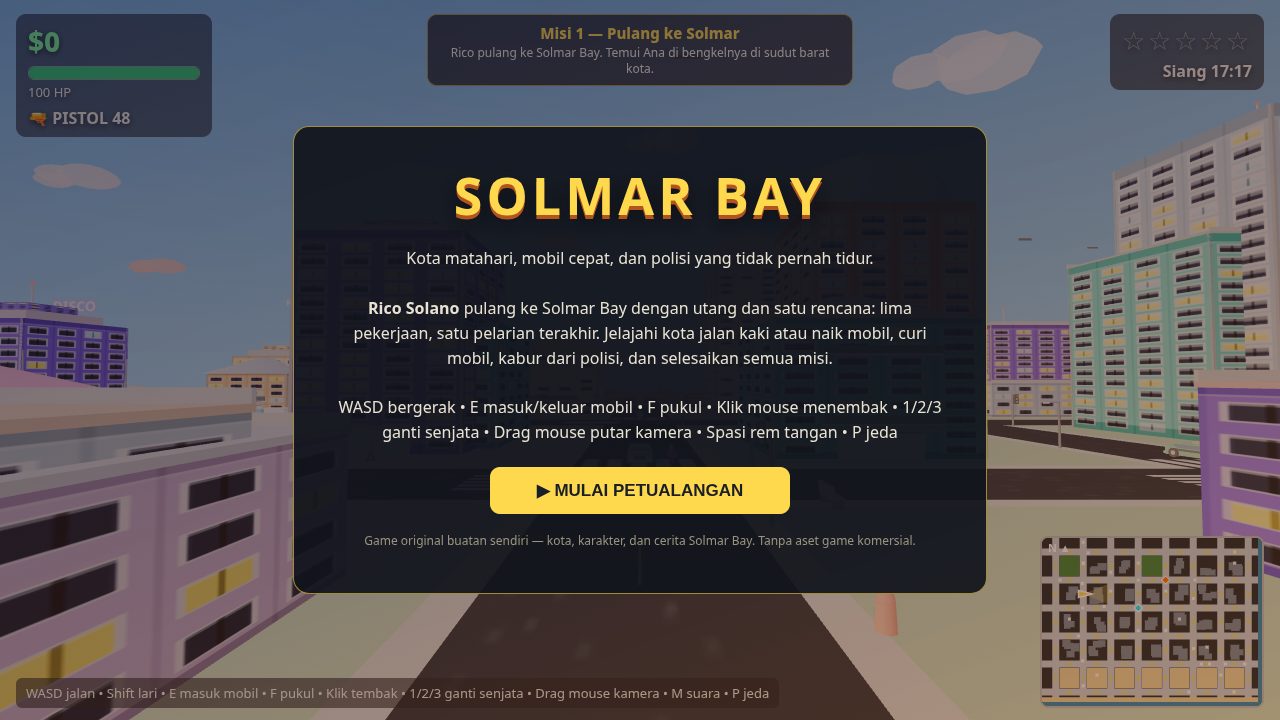 $0
100 HP
PISTOL 48
Misi 1 — Pulang ke Solmar
Rico pulang ke Solmar Bay. Temui Ana di bengkelnya di sudut barat
kota.
☆☆☆☆☆
Siang 17:17
DISCO
SOLMAR BAY
Kota matahari, mobil cepat, dan polisi yang tidak pernah tidur.
Rico Solano pulang ke Solmar Bay dengan utang dan satu rencana: lima
pekerjaan, satu pelarian terakhir. Jelajahi kota jalan kaki atau naik mobil, curi
mobil, kabur dari polisi, dan selesaikan semua misi.
WASD bergerak • E masuk/keluar mobil • F pukul • Klik mouse menembak • 1/2/3
ganti senjata • Drag mouse putar kamera • Spasi rem tangan • P jeda
▶ MULAI PETUALANGAN
Game original buatan sendiri — kota, karakter, dan cerita Solmar Bay. Tanpa aset game komersial.
N ▲
WASD jalan • Shift lari • E masuk mobil • F pukul • Klik tembak • 1/2/3 ganti senjata • Drag mouse kamera • M suara • P jeda